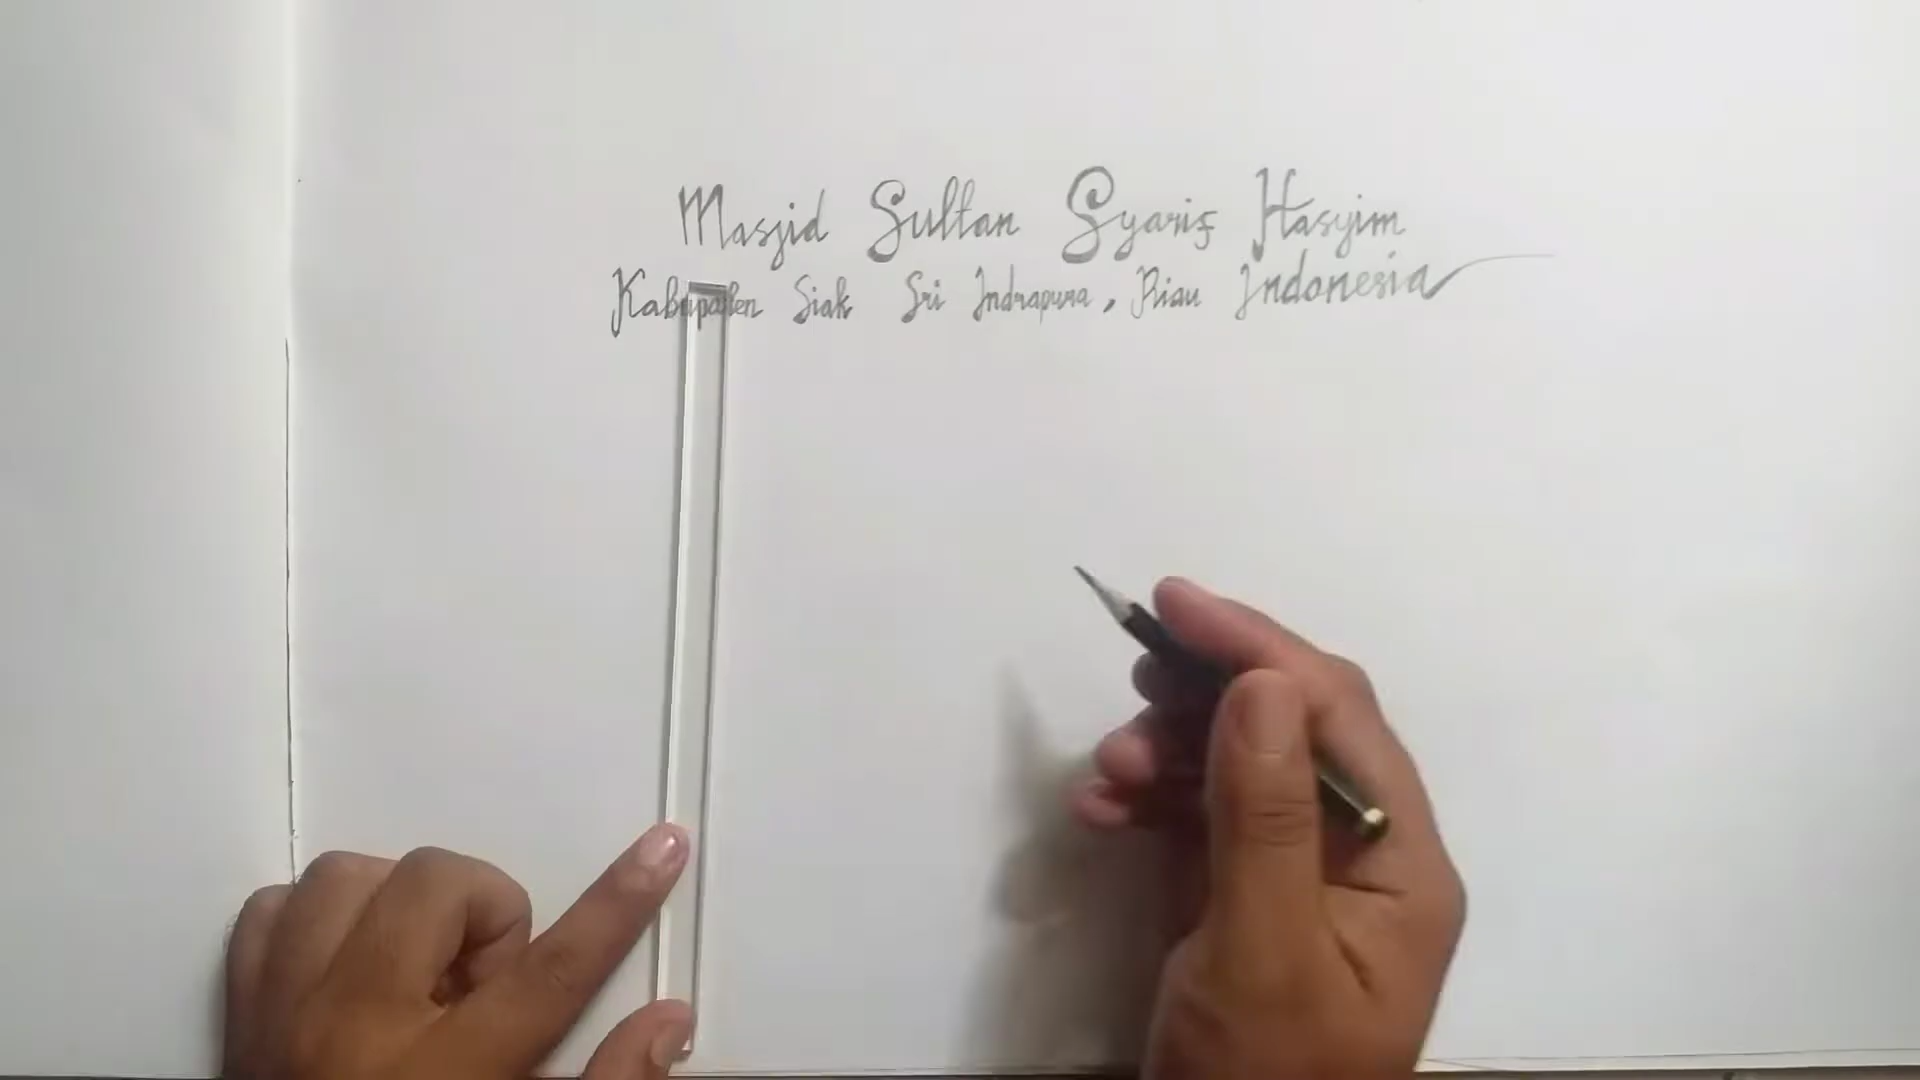 Masjid Sultan Syarif Hasyim
Kabupaten Siak Sri Indrapura, Riau Indonesia